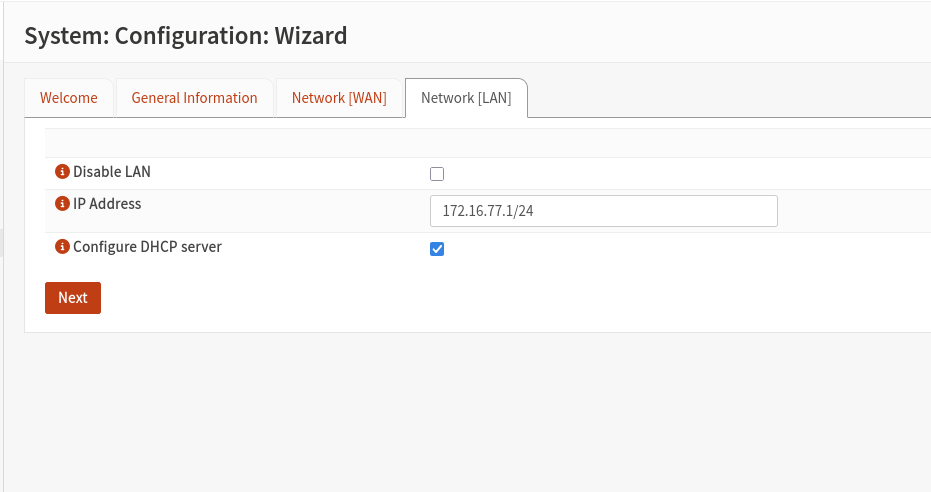 System: Configuration: Wizard
Welcome General Information Network [WAN] Network [LAN]
Disable LAN
IP Address 172.16.77.1/24
Configure DHCP server
Next